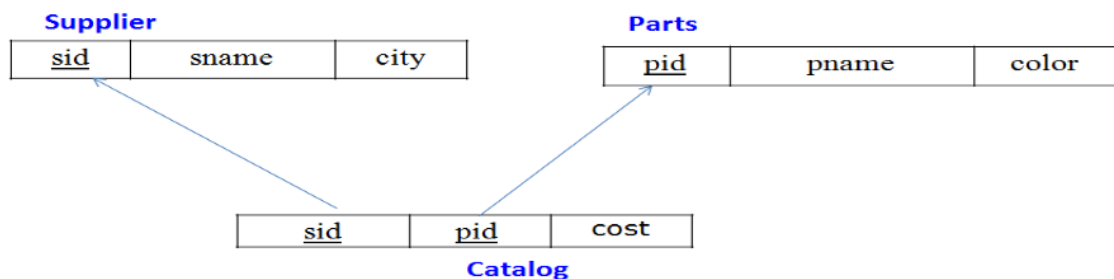 Supplier
Parts
sid sname city
pid pname color
sid pid cost
Catalog